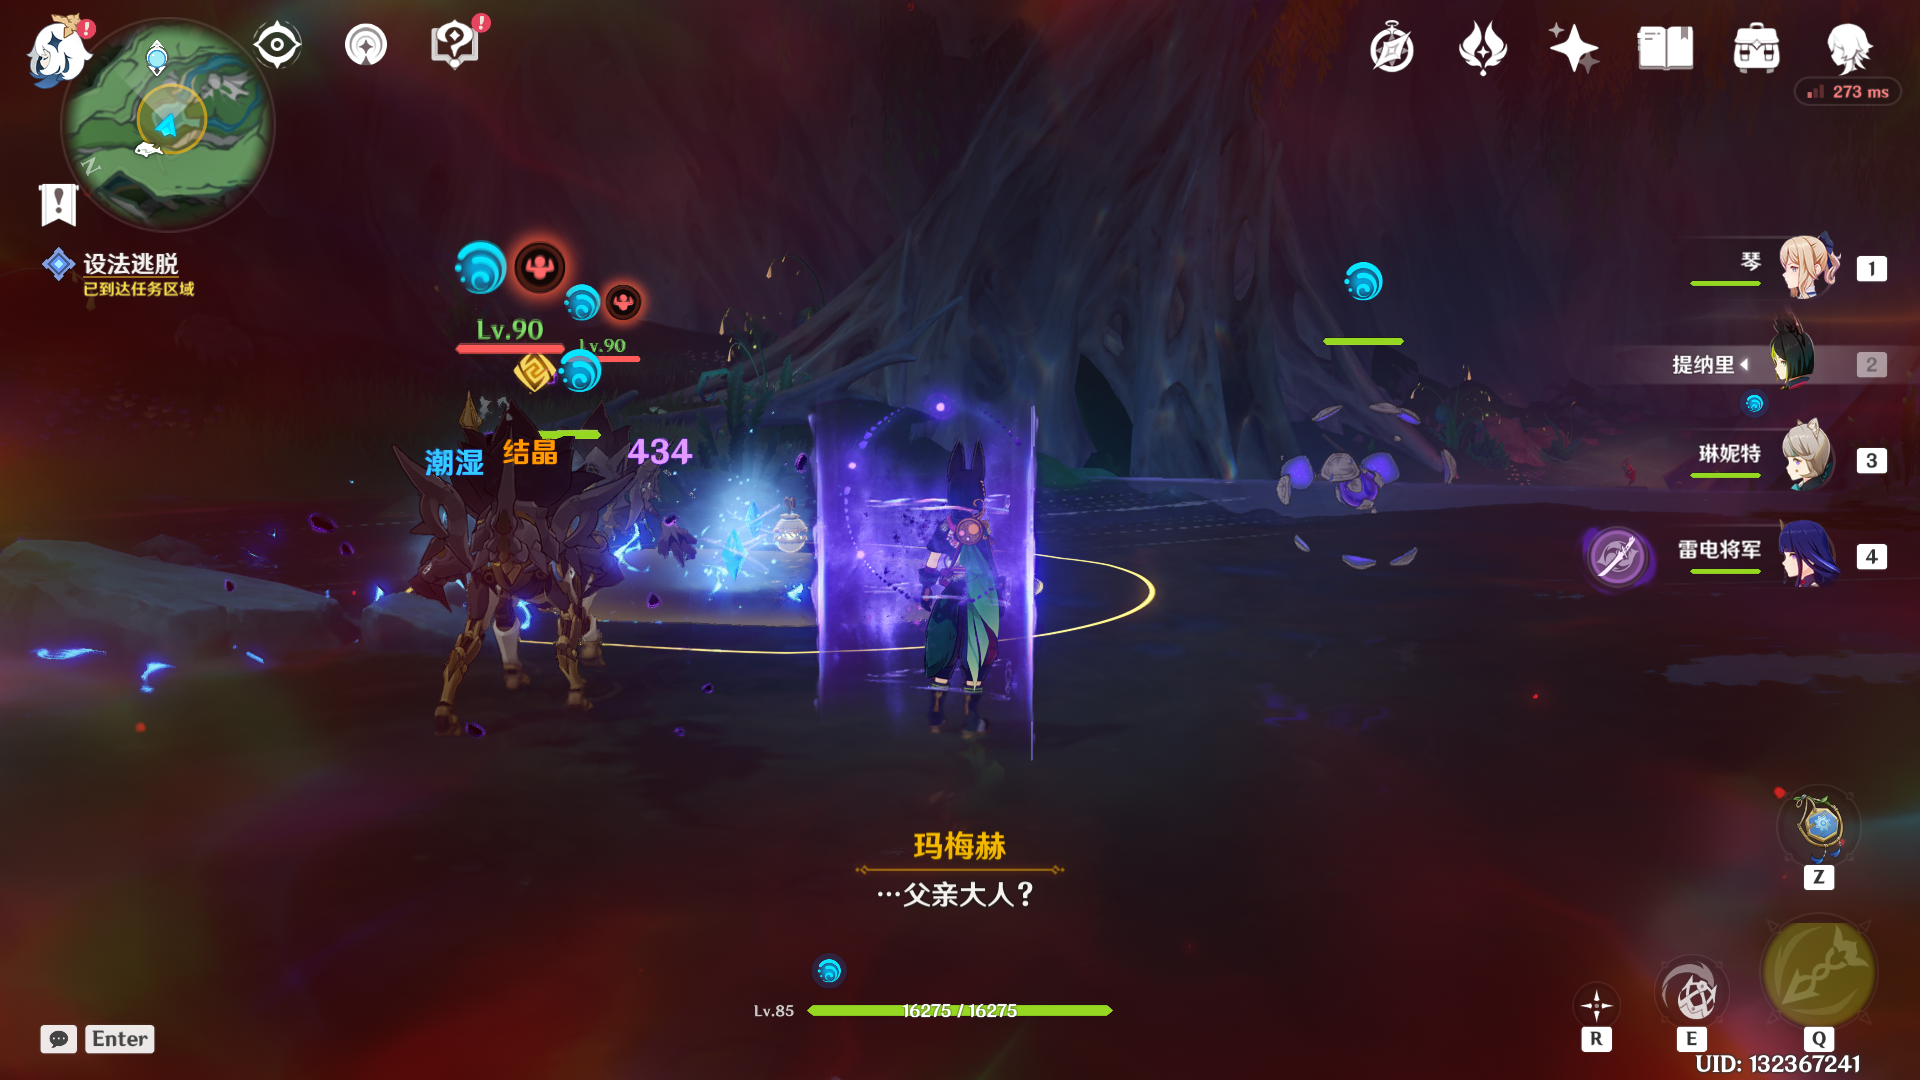 273 ms
N
设法逃脱
已到达任务区域
Lv.90
Lv.90
潮湿
结晶
434
琴
1
提纳里
2
琳妮特
3
雷电将军
4
玛梅赫
…父亲大人？
Z
Lv.85
16275 / 16275
Enter
R
E
Q
UID: 132367241